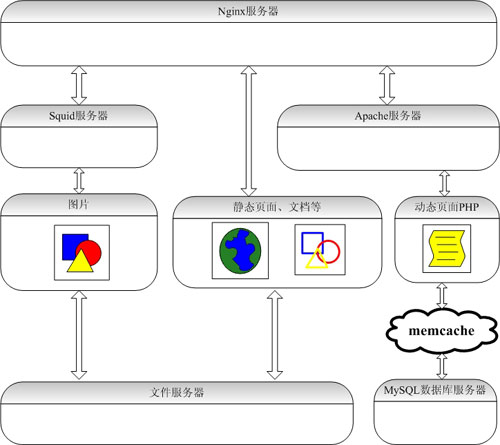 Nginx服务器
Squid服务器
Apache服务器
图片
静态页面、文档等
动态页面PHP
memcache
文件服务器
MySQL数据库服务器